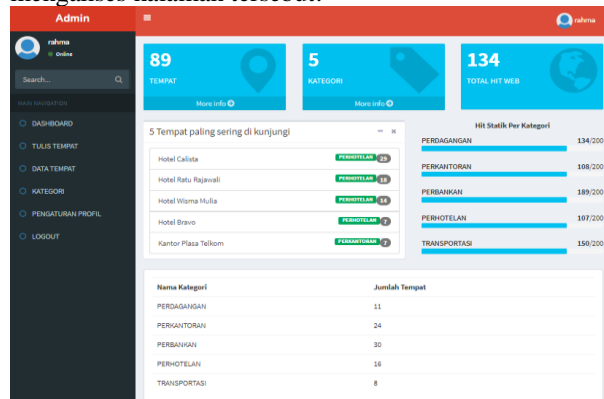 mengakses halaman tersebut.
Admin
rahma
rahma
Online
Search...
MAIN NAVIGATION
DASHBOARD
TULIS TEMPAT
DATA TEMPAT
KATEGORI
PENGATURAN PROFIL
LOGOUT
89
TEMPAT
More info
5
KATEGORI
More info
134
TOTAL HIT WEB
5 Tempat paling sering di kunjungi
Hotel Calista PERHOTELAN 29
Hotel Ratu Rajawali PERHOTELAN
Hotel Wisma Mulia PERHOTELAN 14
Hotel Bravo PERHOTELAN 7
Kantor Plasa Telkom PERKANTORAN 7
Hit Statik Per Kategori
PERDAGANGAN 134/200
PERKANTORAN 108/200
PERBANKAN 189/200
PERHOTELAN 107/200
TRANSPORTASI 150/200
Nama Kategori Jumlah Tempat
PERDAGANGAN 11
PERKANTORAN 24
PERBANKAN 30
PERHOTELAN 16
TRANSPORTASI 8